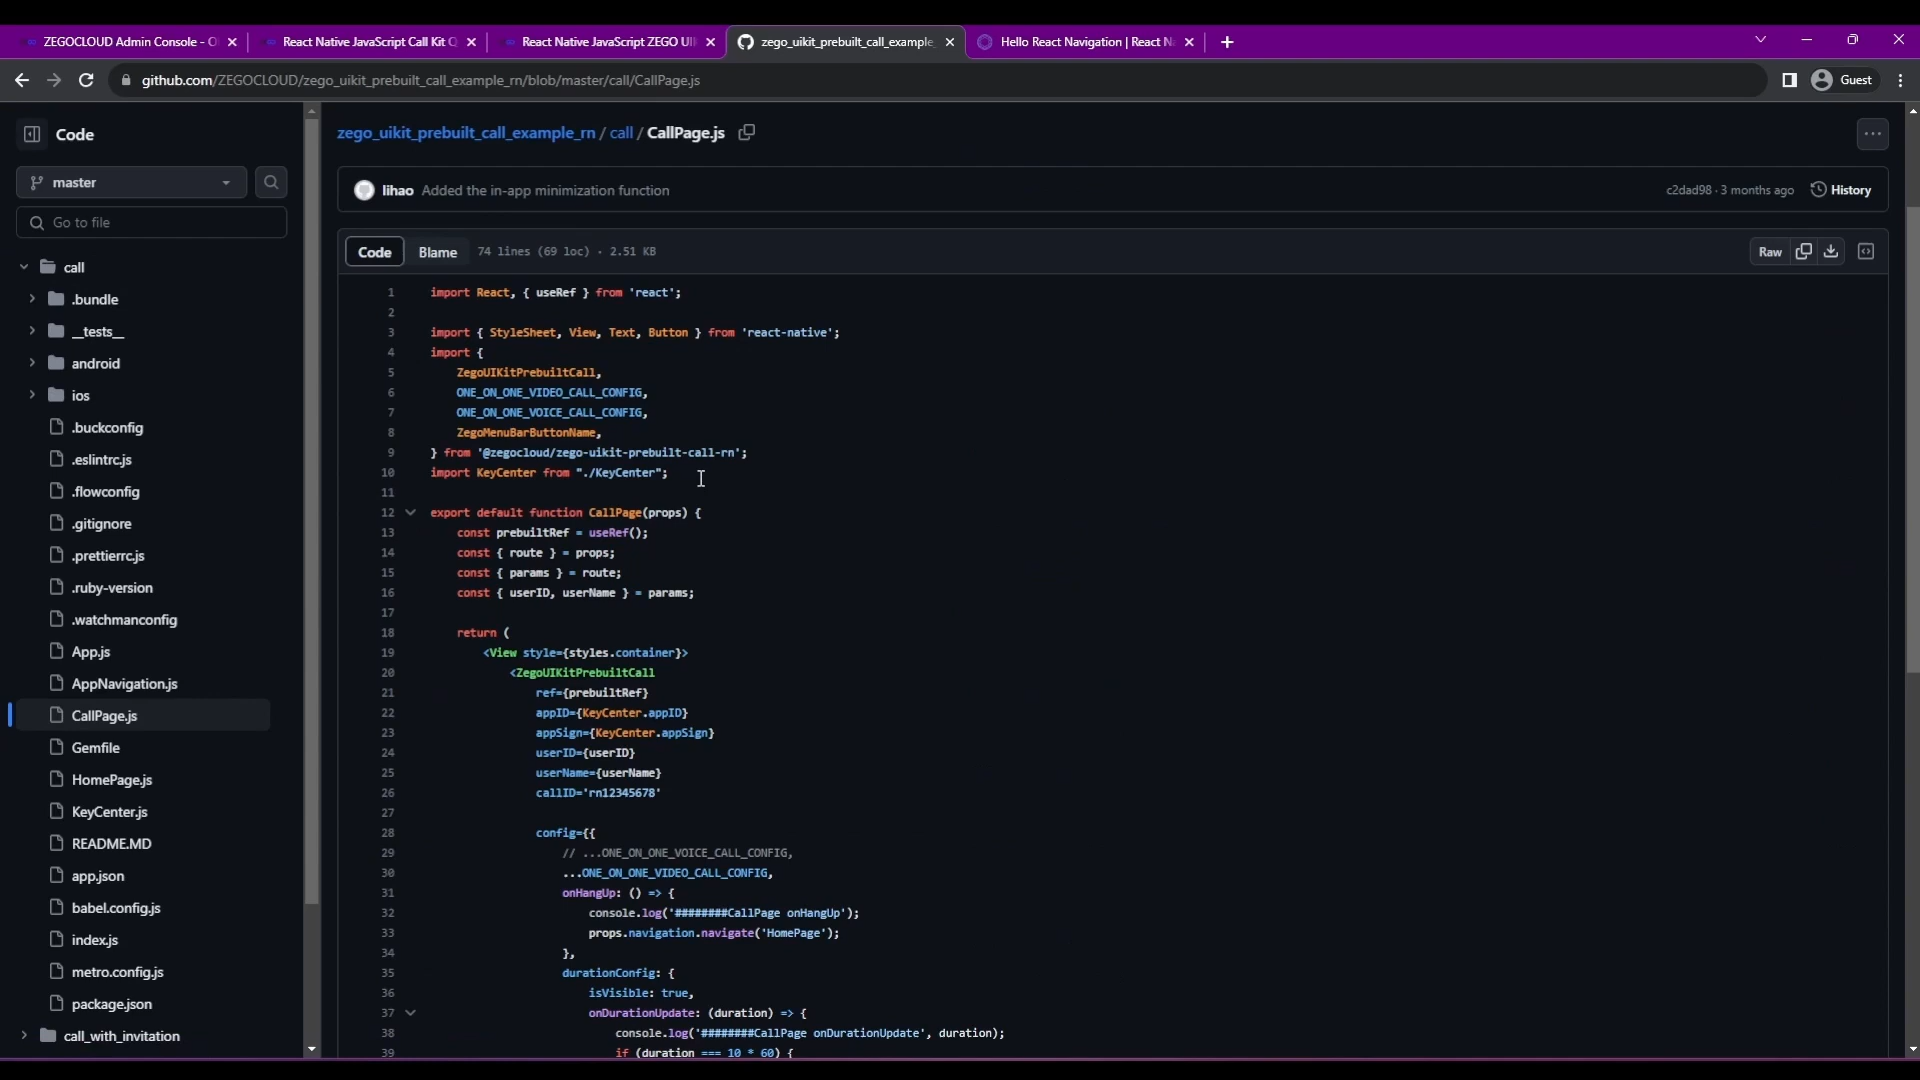 ZEGOCLOUD Admin Console - O
React Native JavaScript Call Kit Q
React Native JavaScript ZEGO UI
zego_uikit_prebuilt_call_example_
Hello React Navigation | React N
github.com/ZEGOCLOUD/zego_uikit_prebuilt_call_example_rn/blob/master/call/CallPage.js
Guest
Code
master
Go to file
call
.bundle
__tests__
android
ios
.buckconfig
.eslintrc.js
.flowconfig
.gitignore
.prettierrc.js
.ruby-version
.watchmanconfig
App.js
AppNavigation.js
CallPage.js
Gemfile
HomePage.js
KeyCenter.js
README.MD
app.json
babel.config.js
index.js
metro.config.js
package.json
call_with_invitation
zego_uikit_prebuilt_call_example_rn / call / CallPage.js
lihao Added the in-app minimization function
c2dad98 · 3 months ago History
Code Blame 74 lines (69 loc) · 2.51 KB
Raw
1 import React, { useRef } from 'react';
2
3 import { StyleSheet, View, Text, Button } from 'react-native';
4 import {
5 ZegoUIKitPrebuiltCall,
6 ONE_ON_ONE_VIDEO_CALL_CONFIG,
7 ONE_ON_ONE_VOICE_CALL_CONFIG,
8 ZegoMenuBarButtonName,
9 } from '@zegocloud/zego-uikit-prebuilt-call-rn';
10 import KeyCenter from "./KeyCenter";
11
12 export default function CallPage(props) {
13 const prebuiltRef = useRef();
14 const { route } = props;
15 const { params } = route;
16 const { userID, userName } = params;
17
18 return (
19 <View style={styles.container}>
20 <ZegoUIKitPrebuiltCall
21 ref={prebuiltRef}
22 appID={KeyCenter.appID}
23 appSign={KeyCenter.appSign}
24 userID={userID}
25 userName={userName}
26 callID='rn12345678'
27
28 config={{
29 // ...ONE_ON_ONE_VOICE_CALL_CONFIG,
30 ...ONE_ON_ONE_VIDEO_CALL_CONFIG,
31 onHangUp: () => {
32 console.log('########CallPage onHangUp');
33 props.navigation.navigate('HomePage');
34 },
35 durationConfig: {
36 isVisible: true,
37 onDurationUpdate: (duration) => {
38 console.log('########CallPage onDurationUpdate', duration);
39 if (duration === 10 * 60) {